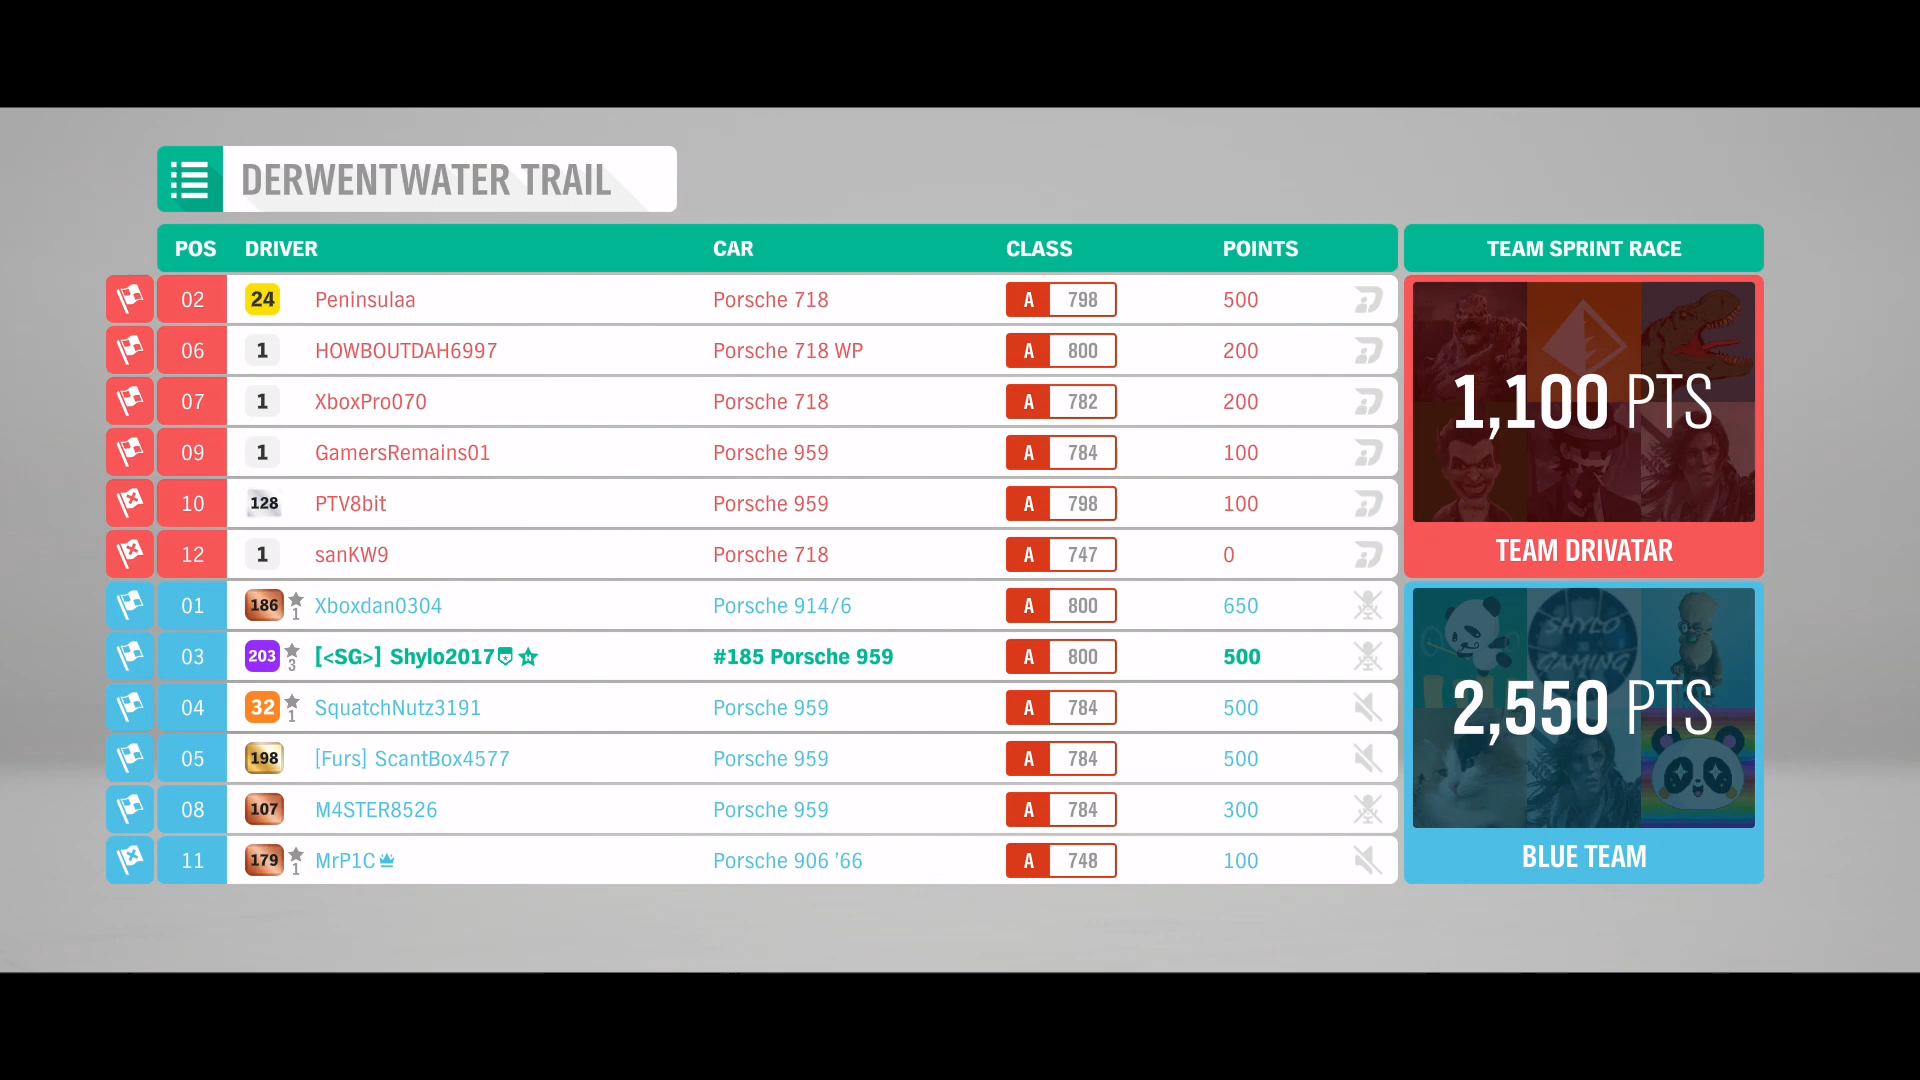 DERWENTWATER TRAIL
POS DRIVER CAR CLASS POINTS TEAM SPRINT RACE
02 24 Peninsulaa Porsche 718 A 798 500
06 1 HOWBOUTDAH6997 Porsche 718 WP A 800 200
07 1 XboxPro070 Porsche 718 A 782 200
09 1 GamersRemains01 Porsche 959 A 784 100
10 128 PTV8bit Porsche 959 A 798 100
12 1 sanKW9 Porsche 718 A 747 0
1,100 PTS
TEAM DRIVATAR
01 186 1 Xboxdan0304 Porsche 914/6 A 800 650
03 203 3 [<SG>] Shylo2017 #185 Porsche 959 A 800 500
04 32 1 SquatchNutz3191 Porsche 959 A 784 500
05 198 [Furs] ScantBox4577 Porsche 959 A 784 500
08 107 M4STER8526 Porsche 959 A 784 300
11 179 1 MrP1C Porsche 906 '66 A 748 100
SHYLO
GAMING
2,550 PTS
BLUE TEAM